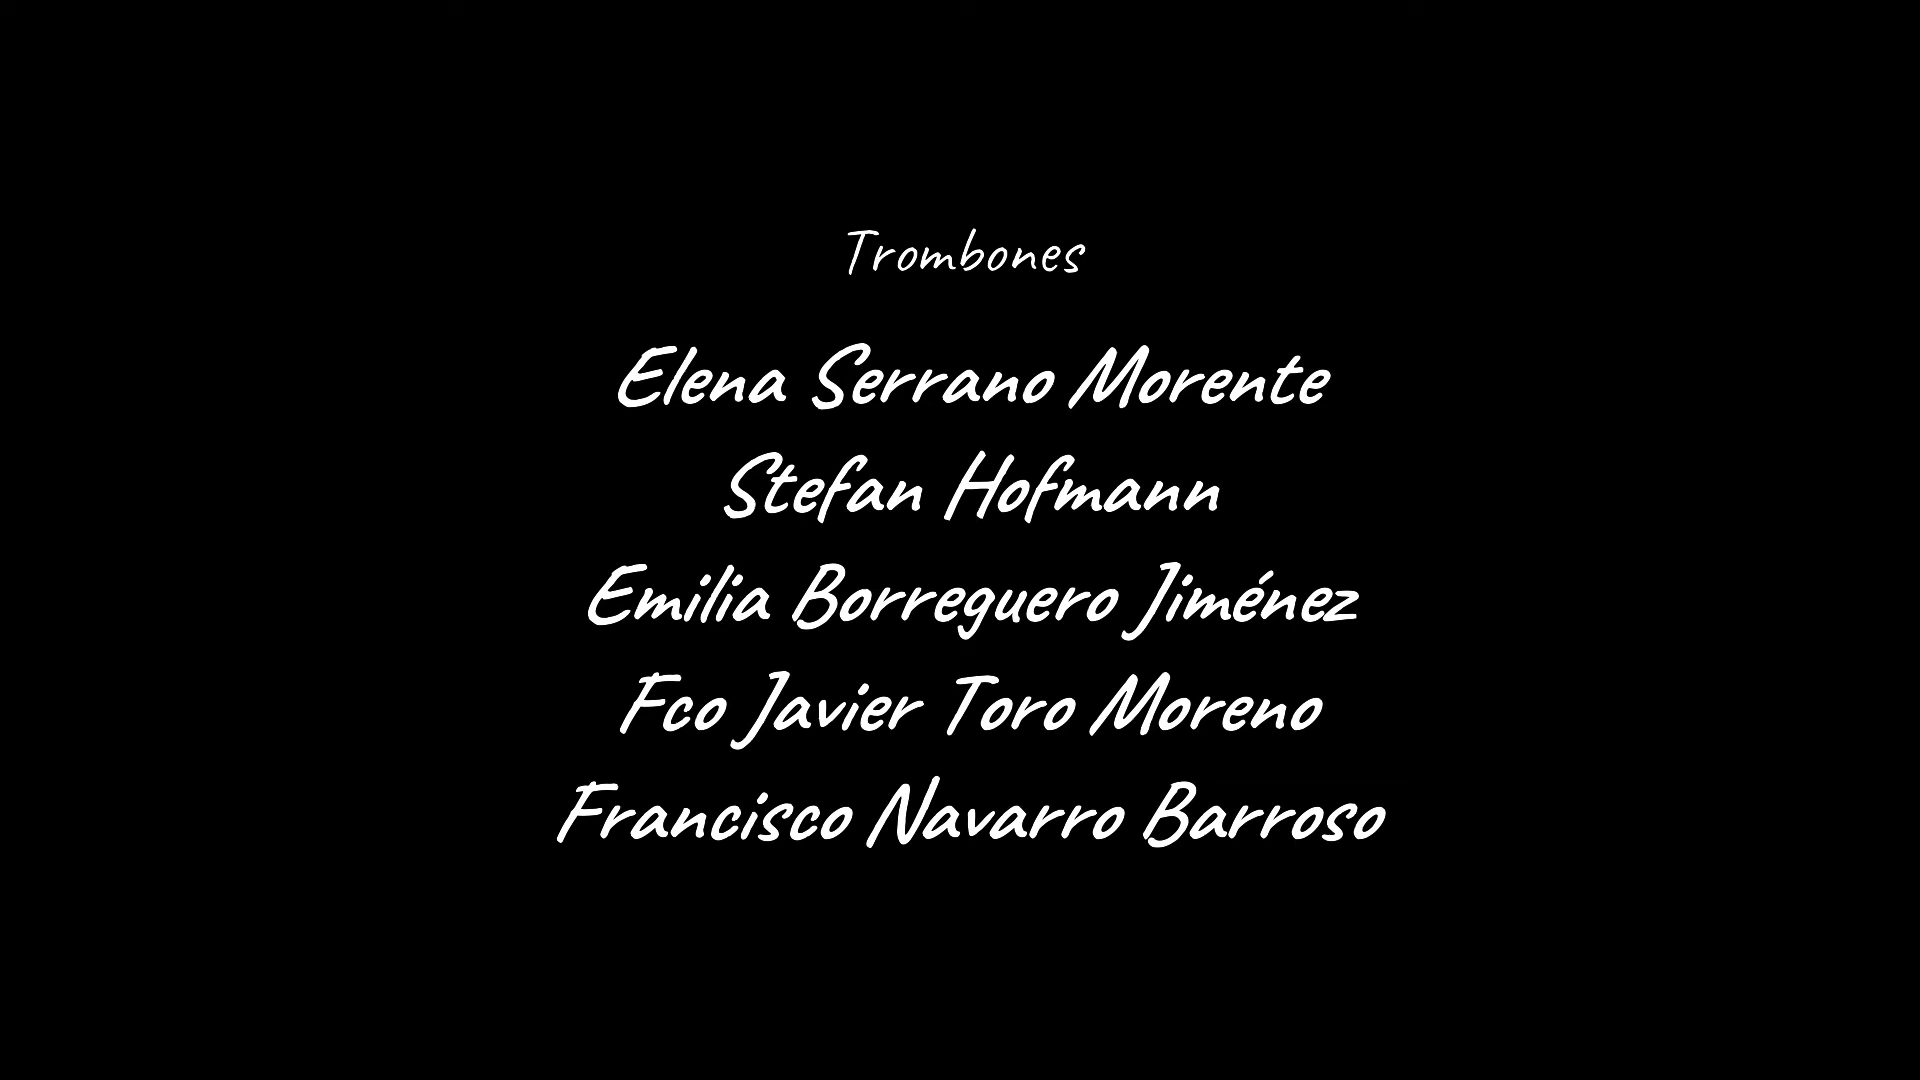 Trombones
Elena Serrano Morente
Stefan Hofmann
Emilia Borreguero Jiménez
Fco Javier Toro Moreno
Francisco Navarro Barroso